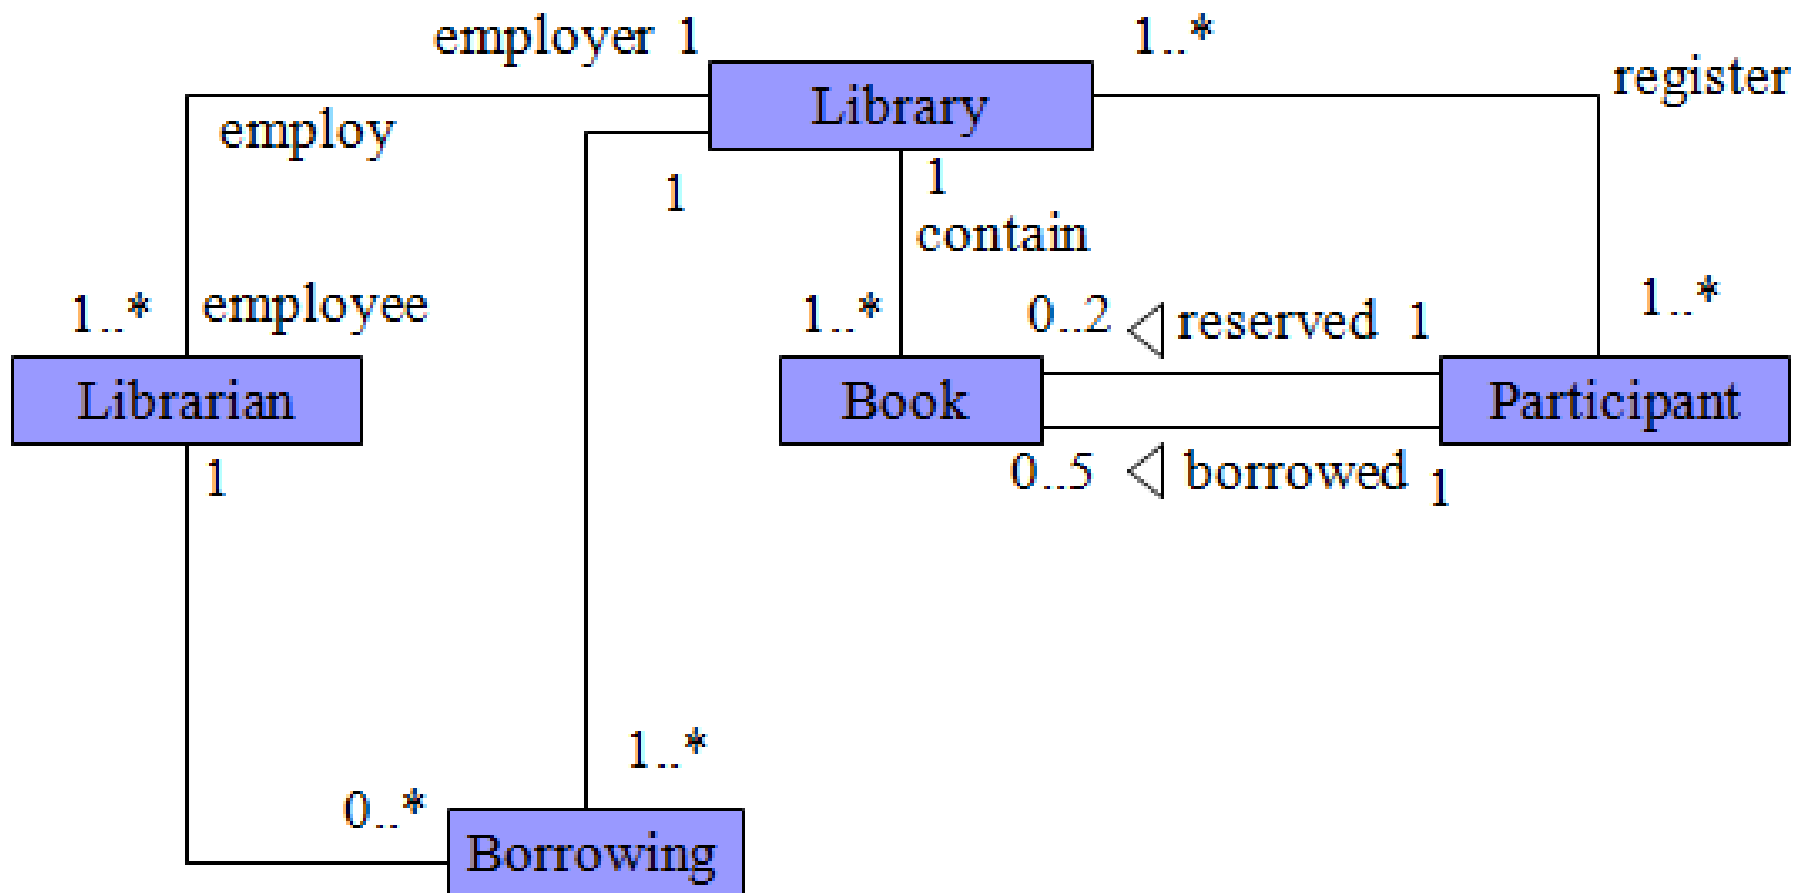 employer 1
1..*
register
Library
employ
1
1
contain
1..*
employee
1..*
0..2
reserved 1
1..*
Librarian
Book
Participant
1
0..5
borrowed 1
1..*
0..*
Borrowing